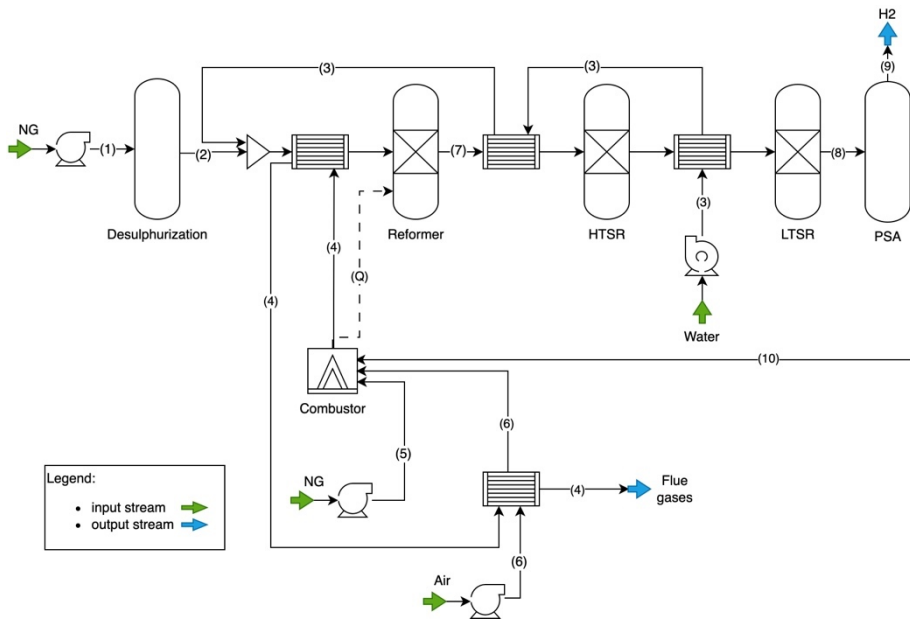 H2
(9)
(3)
(3)
NG
(1)
(2)
(7)
(8)
Desulphurization
Reformer
HTSR
LTSR
PSA
(3)
(4)
(Q)
(4)
Water
(10)
Combustor
(6)
(5)
NG
(4)
Flue
gases
Legend:
• input stream
• output stream
(6)
Air